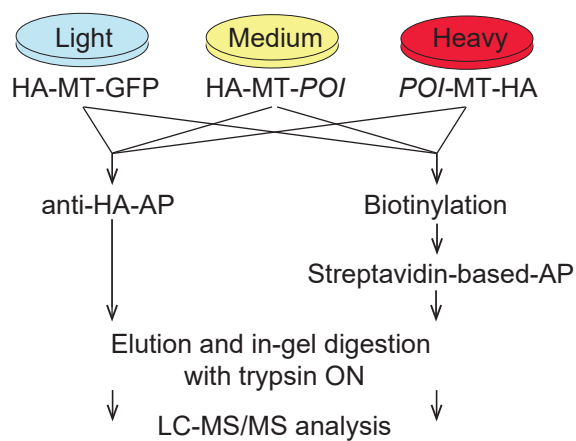 Light Medium Heavy
HA-MT-GFP HA-MT-POI POI-MT-HA
anti-HA-AP Biotinylation
Streptavidin-based-AP
Elution and in-gel digestion
with trypsin ON
LC-MS/MS analysis